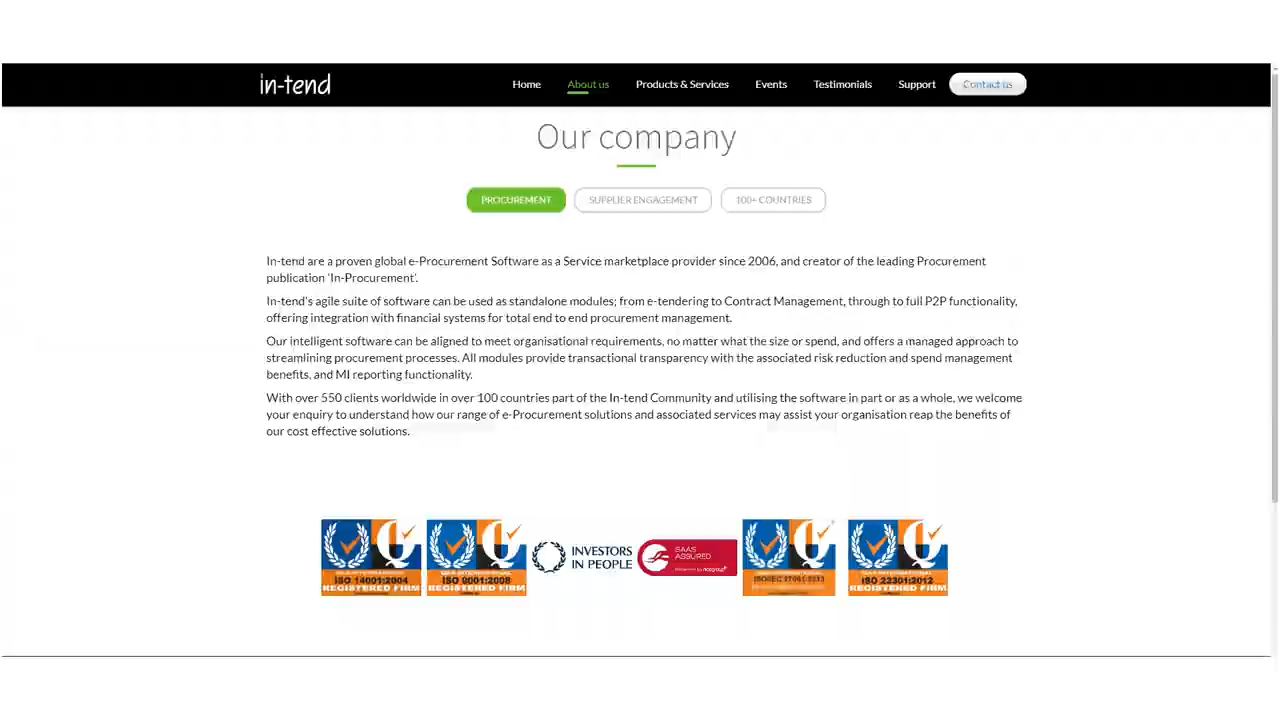 in-tend
Home
About us
Products & Services
Events
Testimonials
Support
Contact us
Our company
PROCUREMENT
SUPPLIER ENGAGEMENT
100+ COUNTRIES
In-tend are a proven global e-Procurement Software as a Service marketplace provider since 2006, and creator of the leading Procurement
publication 'In-Procurement'.
In-tend's agile suite of software can be used as standalone modules; from e-tendering to Contract Management, through to full P2P functionality,
offering integration with financial systems for total end to end procurement management.
Our intelligent software can be aligned to meet organisational requirements, no matter what the size or spend, and offers a managed approach to
streamlining procurement processes. All modules provide transactional transparency with the associated risk reduction and spend management
benefits, and MI reporting functionality.
With over 550 clients worldwide in over 100 countries part of the In-tend Community and utilising the software in part or as a whole, we welcome
your enquiry to understand how our range of e-Procurement solutions and associated services may assist your organisation reap the benefits of
our cost effective solutions.
ISO 14001:2004
REGISTERED FIRM
ISO 9001:2008
REGISTERED FIRM
INVESTORS
IN PEOPLE
SAAS
ASSURED
nccgroup
REGISTERED FIRM
ISO 22301:2012
REGISTERED FIRM